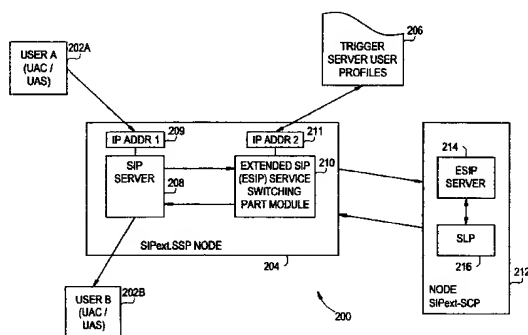 202A
USER A
(UAC /
UAS)
206
TRIGGER
SERVER USER
PROFILES
209
IP ADDR 1
211
IP ADDR 2
SIP
SERVER
208
210
EXTENDED SIP
(ESIP) SERVICE
SWITCHING
PART MODULE
SIPext.SSP NODE
204
214
ESIP
SERVER
SLP
216
NODE
SIPext-SCP
212
202B
USER B
(UAC /
UAS)
200